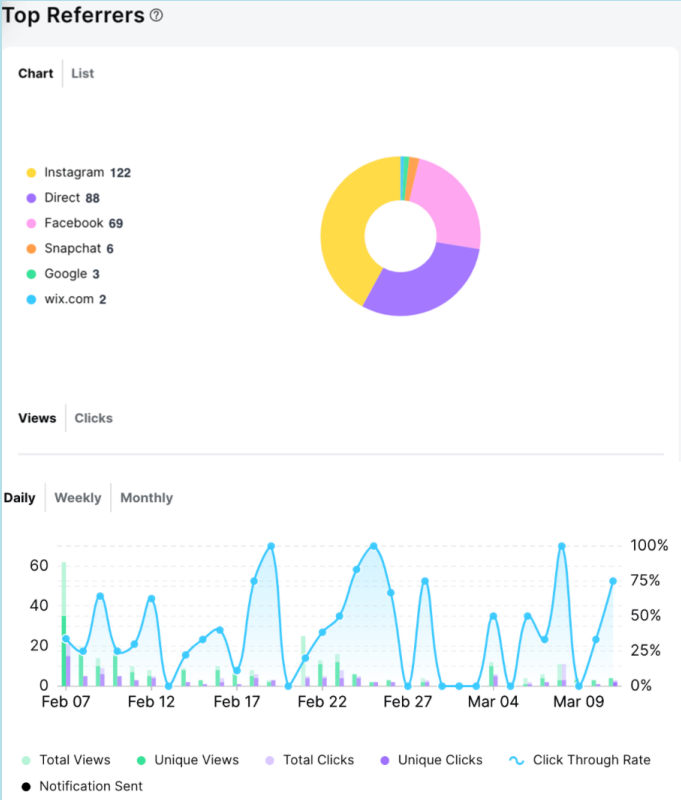 Top Referrers ?
Chart List
Instagram 122
Direct 88
Facebook 69
Snapchat 6
Google 3
wix.com 2
Views Clicks
Daily Weekly Monthly
100%
60
75%
40
50%
20
25%
0 0%
Feb 07 Feb 12 Feb 17 Feb 22 Feb 27 Mar 04 Mar 09
Total Views Unique Views Total Clicks Unique Clicks Click Through Rate
Notification Sent